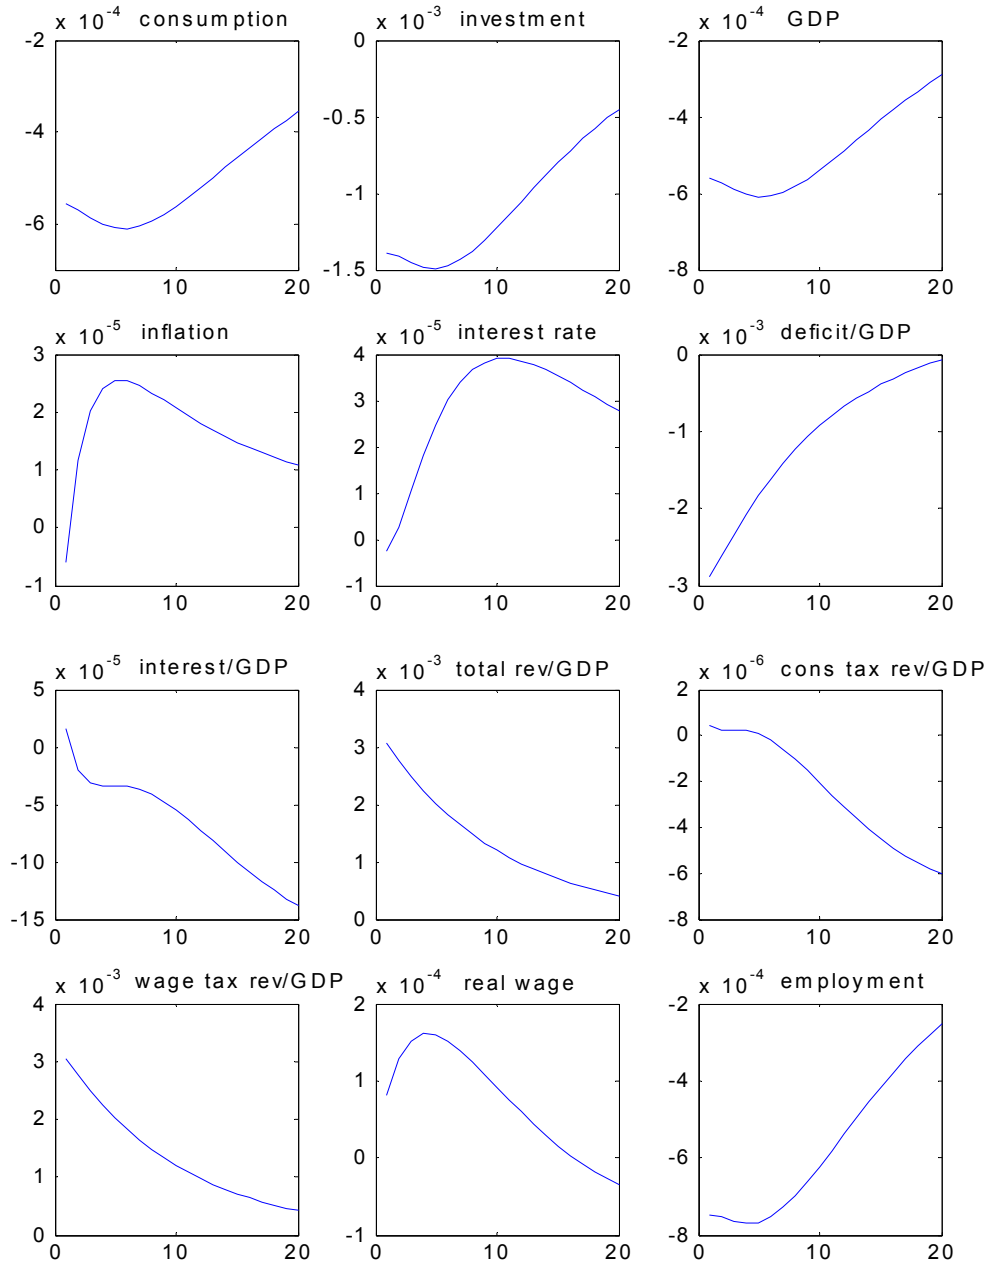 x 10^-4 consumption
-2
-4
-6
0 10 20
x 10^-3 investment
0
-0.5
-1
-1.5
0 10 20
x 10^-4 GDP
-2
-4
-6
-8
0 10 20
x 10^-5 inflation
3
2
1
0
-1
0 10 20
x 10^-5 interest rate
4
3
2
1
0
-1
0 10 20
x 10^-3 deficit/GDP
0
-1
-2
-3
0 10 20
x 10^-5 interest/GDP
5
0
-5
-10
-15
0 10 20
x 10^-3 total rev/GDP
4
3
2
1
0
0 10 20
x 10^-6 cons tax rev/GDP
2
0
-2
-4
-6
-8
0 10 20
x 10^-3 wage tax rev/GDP
4
3
2
1
0
0 10 20
x 10^-4 real wage
2
1
0
-1
0 10 20
x 10^-4 employment
-2
-4
-6
-8
0 10 20